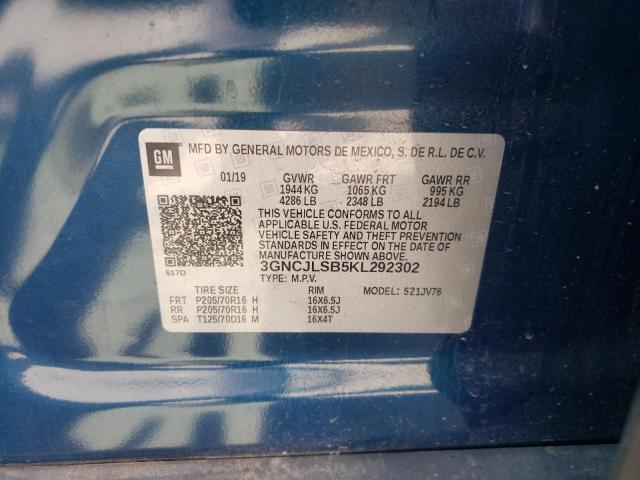 GM
MFD BY GENERAL MOTORS DE MEXICO, S. DE R.L. DE C.V.
01/19 GVWR GAWR FRT GAWR RR
1944 KG 1065 KG 995 KG
4286 LB 2348 LB 2194 LB
THIS VEHICLE CONFORMS TO ALL
APPLICABLE U.S. FEDERAL MOTOR
VEHICLE SAFETY AND THEFT PREVENTION
STANDARDS IN EFFECT ON THE DATE OF
MANUFACTURE SHOWN ABOVE.
617D 3GNCJLSB5KL292302
TYPE: M.P.V. MODEL: 521JV76
TIRE SIZE RIM
FRT P205/70R16 H 16X6.5J
RR P205/70R16 H 16X6.5J
SPA T125/70D16 M 16X4T